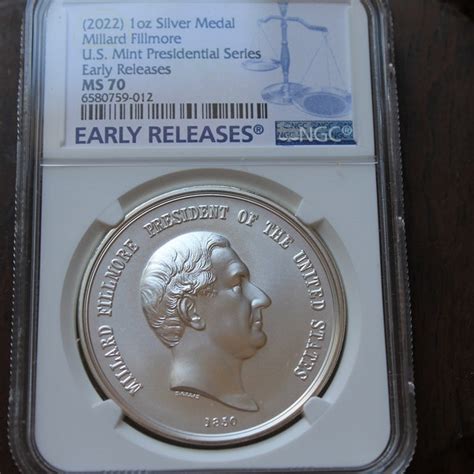 (2022) 1oz Silver Medal
Millard Fillmore
U.S. Mint Presidential Series
Early Releases
MS 70
6580759-012
EARLY RELEASES®
NGC
MILLARD FILLMORE PRESIDENT OF THE UNITED STATES
1850